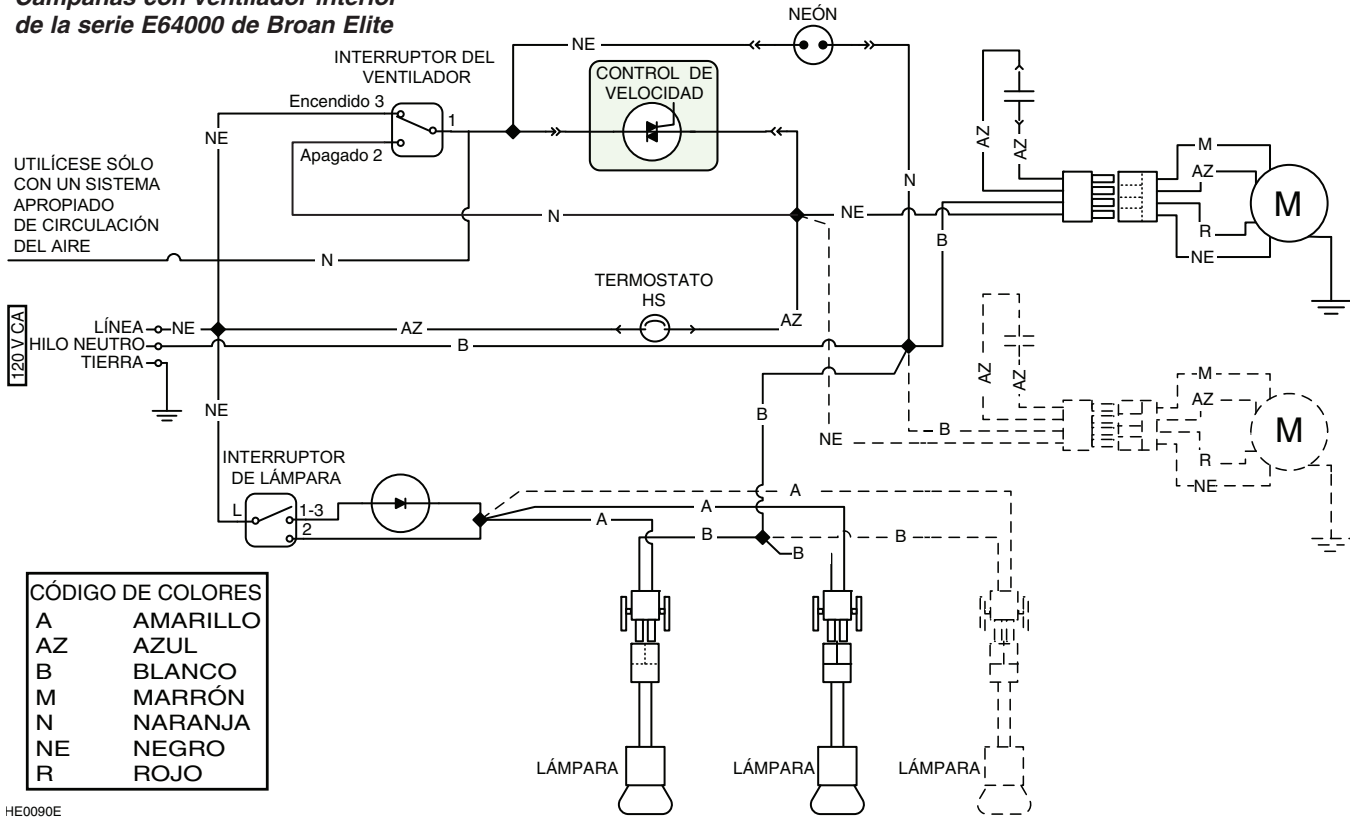 Campanas con ventilador interior
de la serie E64000 de Broan Elite
NEÓN
NE
INTERRUPTOR DEL
VENTILADOR
CONTROL DE
VELOCIDAD
Encendido 3
1
NE
Apagado 2
AZ
AZ
M
AZ
M
R
NE
UTILÍCESE SÓLO
CON UN SISTEMA
APROPIADO
DE CIRCULACIÓN
DEL AIRE
N
N
NE
B
N
TERMOSTATO
HS
120 V CA
LÍNEA
NE
AZ
AZ
HILO NEUTRO
B
TIERRA
NE
B
AZ
AZ
M
AZ
M
R
NE
NE
B
INTERRUPTOR
DE LÁMPARA
L
1-3
2
A
A
A
B
B
B
CÓDIGO DE COLORES
A AMARILLO
AZ AZUL
B BLANCO
M MARRÓN
N NARANJA
NE NEGRO
R ROJO
LÁMPARA
LÁMPARA
LÁMPARA
HE0090E